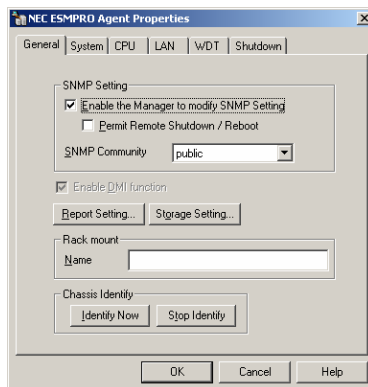 NEC ESMPRO Agent Properties
General System CPU LAN WDT Shutdown
SNMP Setting
Enable the Manager to modify SNMP Setting
Permit Remote Shutdown / Reboot
SNMP Community public
Enable DMI function
Report Setting... Storage Setting...
Rack mount
Name
Chassis Identify
Identify Now Stop Identify
OK Cancel Help